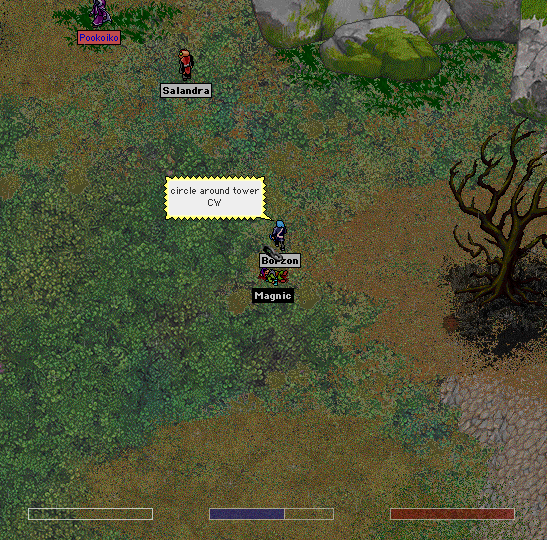 Pookoiko
Salandra
circle around tower
CW
Borzon
Magnic